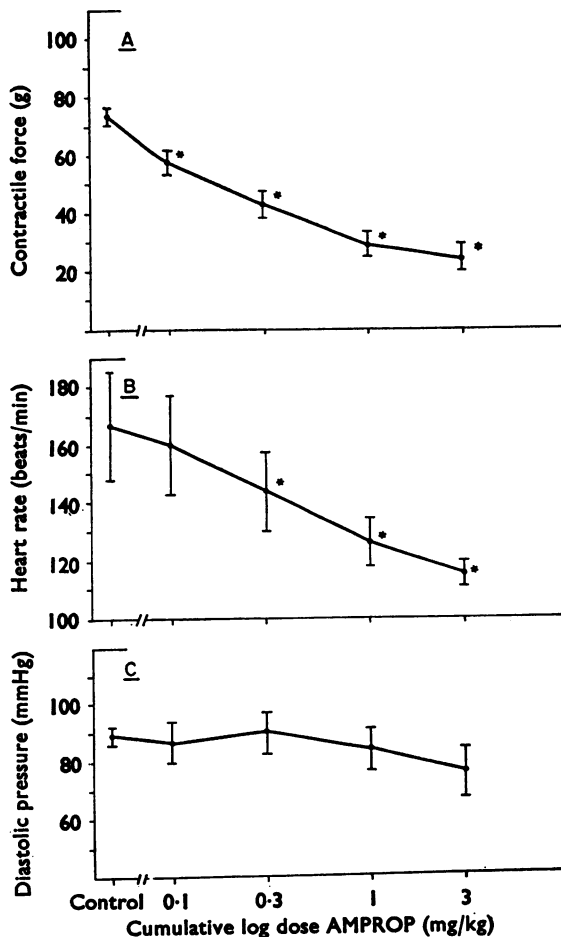 A
Contractile force (g)
100
80
60
40
20
*
*
*
*
B
Heart rate (beats/min)
180
160
140
120
100
*
*
*
C
Diastolic pressure (mmHg)
100
80
60
Control 0·1 0·3 1 3
Cumulative log dose AMPROP (mg/kg)